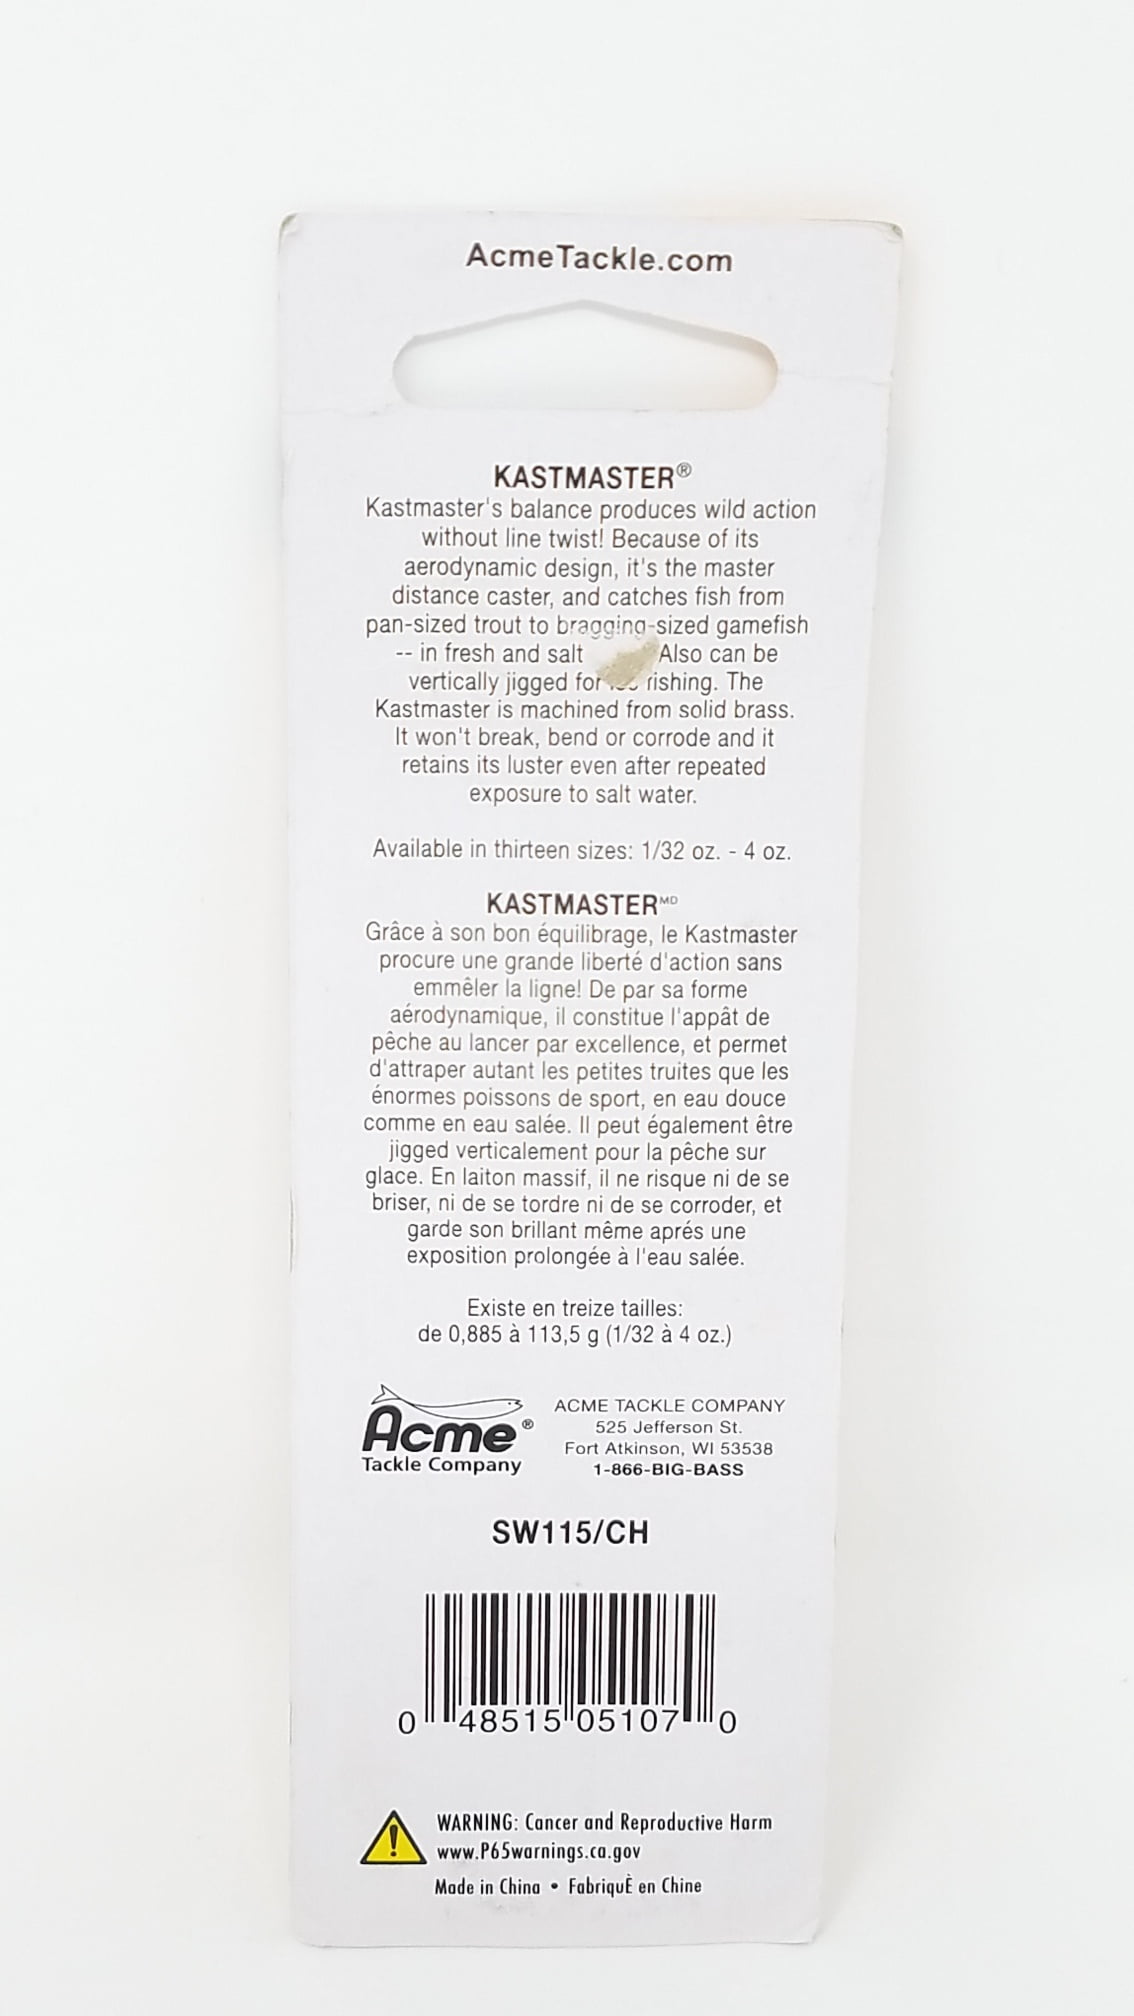 AcmeTackle.com
KASTMASTER®
Kastmaster's balance produces wild action
without line twist! Because of its
aerodynamic design, it's the master
distance caster, and catches fish from
pan-sized trout to bragging-sized gamefish
-- in fresh and salt Also can be
vertically jigged for fishing. The
Kastmaster is machined from solid brass.
It won't break, bend or corrode and it
retains its luster even after repeated
exposure to salt water.
Available in thirteen sizes: 1/32 oz. - 4 oz.
KASTMASTER MD
Grâce à son bon équilibrage, le Kastmaster
procure une grande liberté d'action sans
emmêler la ligne! De par sa forme
aérodynamique, il constitue l'appât de
pêche au lancer par excellence, et permet
d'attraper autant les petites truites que les
énormes poissons de sport, en eau douce
comme en eau salée. Il peut également être
jigged verticalement pour la pêche sur
glace. En laiton massif, il ne risque ni de se
briser, ni de se tordre ni de se corroder, et
garde son brillant même aprés une
exposition prolongée à l'eau salée.
Existe en treize tailles:
de 0,885 à 113,5 g (1/32 à 4 oz.)
Acme®
Tackle Company
ACME TACKLE COMPANY
525 Jefferson St.
Fort Atkinson, WI 53538
1-866-BIG-BASS
SW115/CH
0 48515 05107 0
WARNING: Cancer and Reproductive Harm
www.P65warnings.ca.gov
Made in China • FabriquÈ en Chine